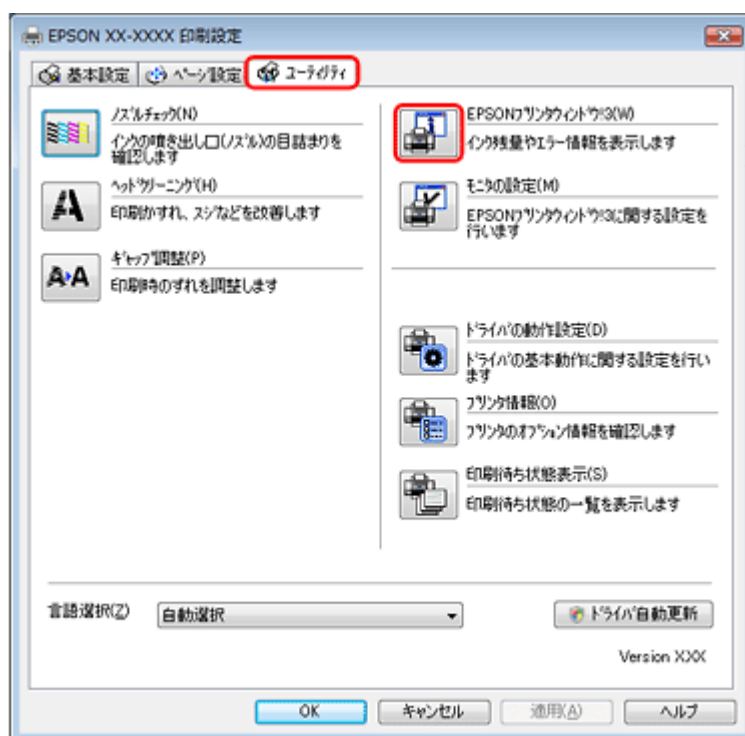 EPSON XX-XXXX 印刷設定
基本設定
ページ設定
ユーティリティ
ノズルチェック(N)
インクの噴き出し口(ノズル)の目詰まりを
確認します
ヘッドクリーニング(H)
印刷かすれ、スジなどを改善します
ギャップ調整(P)
印刷時のずれを調整します
EPSONプリンタウィンドウ!3(W)
インク残量やエラー情報を表示します
モニタの設定(M)
EPSONプリンタウィンドウ!3に関する設定を
行います
ドライバの動作設定(D)
ドライバの基本動作に関する設定を行い
ます
プリンタ情報(O)
プリンタのオプション情報を確認します
印刷待ち状態表示(S)
印刷待ち状態の一覧を表示します
言語選択(Z)
自動選択
ドライバ自動更新
Version XXX
OK
キャンセル
適用(A)
ヘルプ